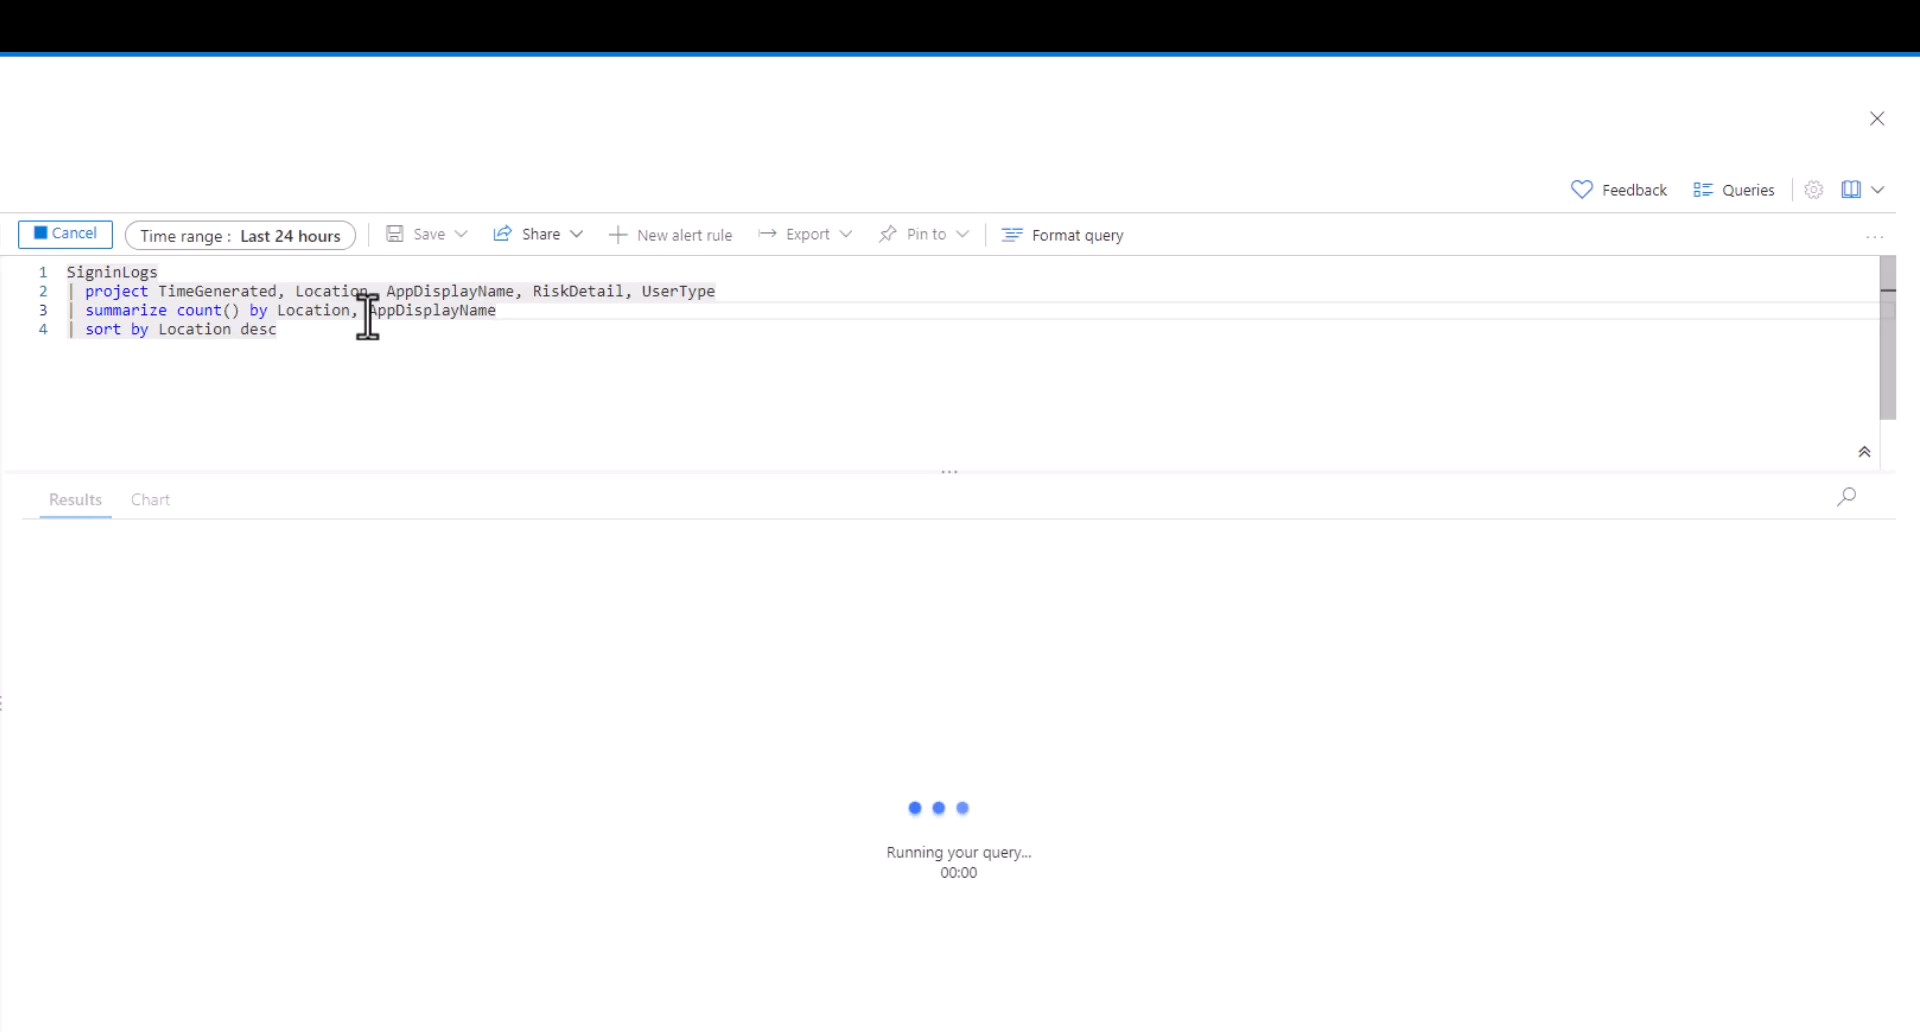 Feedback Queries
Cancel Time range : Last 24 hours Save Share New alert rule Export Pin to Format query ...
1 SigninLogs
2 | project TimeGenerated, Location, AppDisplayName, RiskDetail, UserType
3 | summarize count() by Location, AppDisplayName
4 | sort by Location desc
Results Chart
Running your query...
00:00